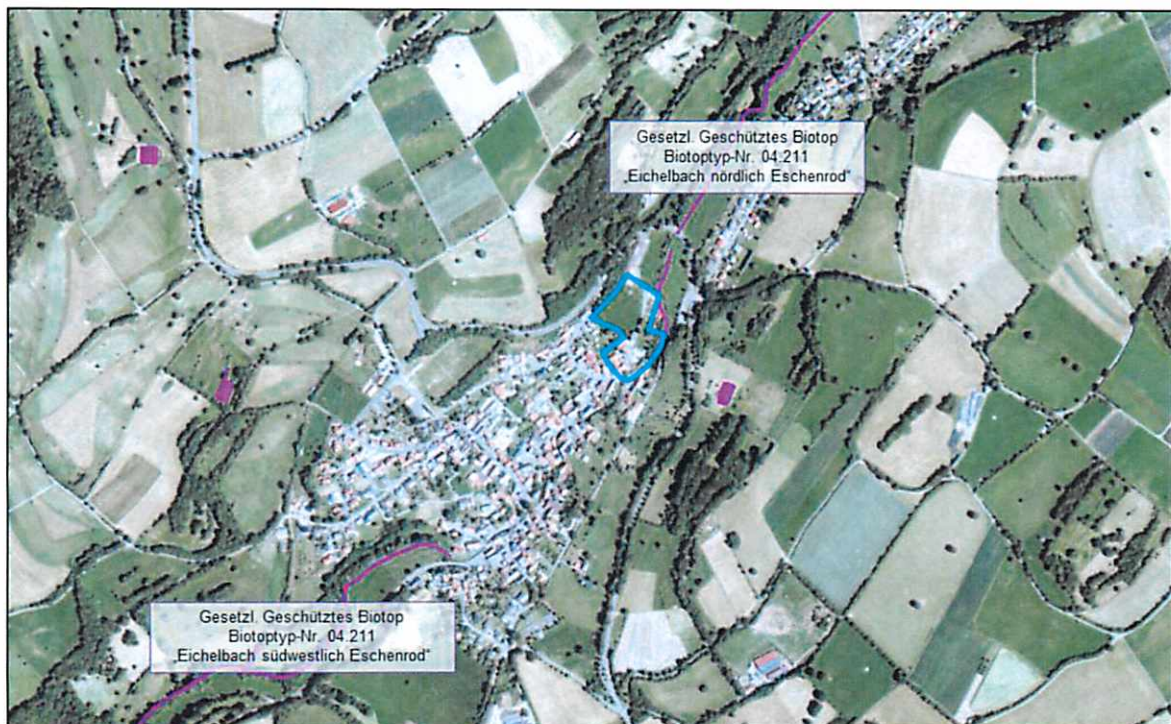 Gesetzl. Geschütztes Biotop
Biotoptyp-Nr. 04.211
„Eichelbach nördlich Eschenrod“
Gesetzl. Geschütztes Biotop
Biotoptyp-Nr. 04.211
„Eichelbach südwestlich Eschenrod“